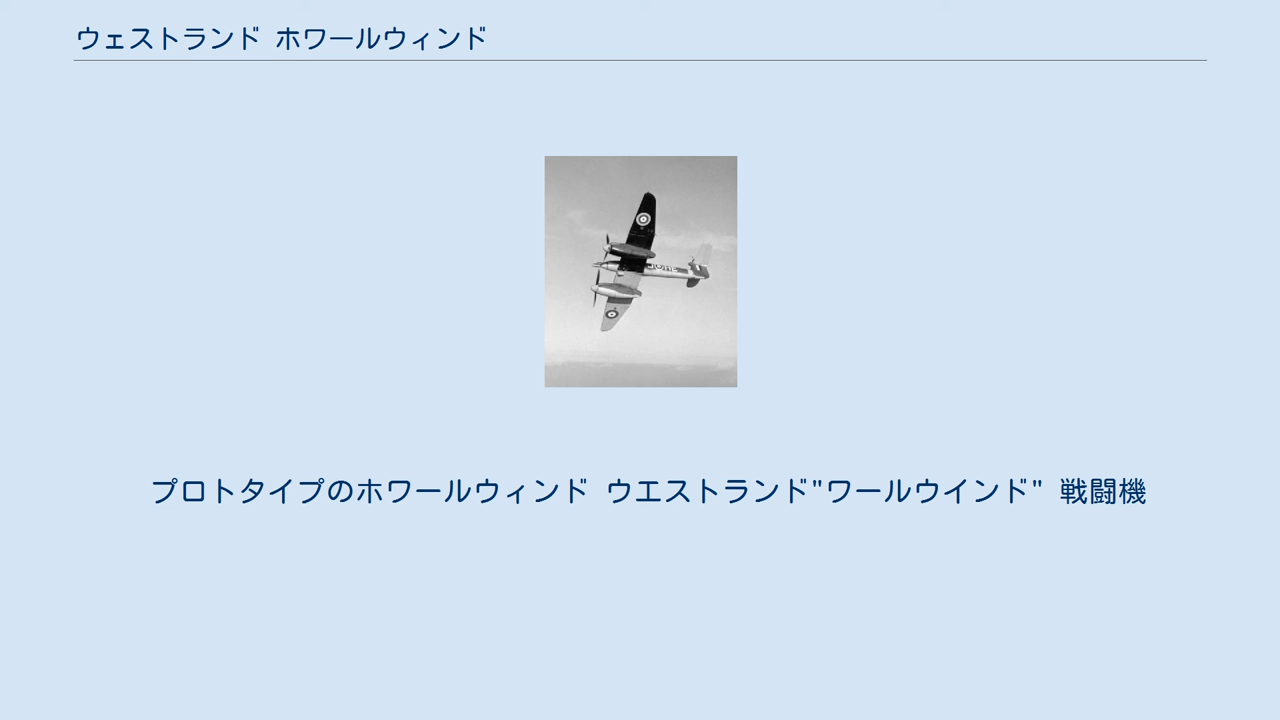 ウェストランド ホワールウィンド
プロトタイプのホワールウィンド ウエストランド"ワールウインド" 戦闘機